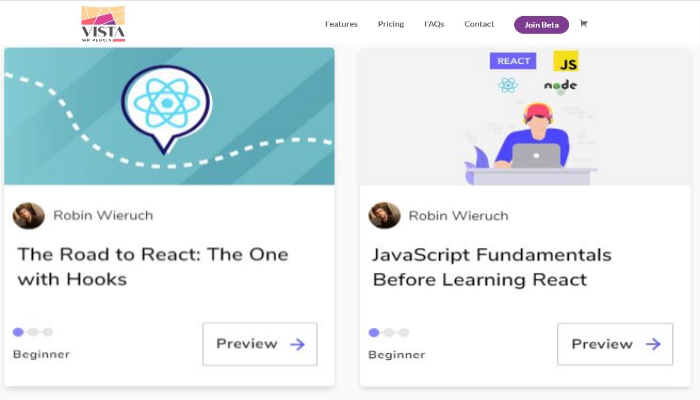 VISTA
WP PLUGIN
Features Pricing FAQs Contact Join Beta
REACT JS
node
Robin Wieruch
The Road to React: The One
with Hooks
Beginner
Preview
Robin Wieruch
JavaScript Fundamentals
Before Learning React
Beginner
Preview